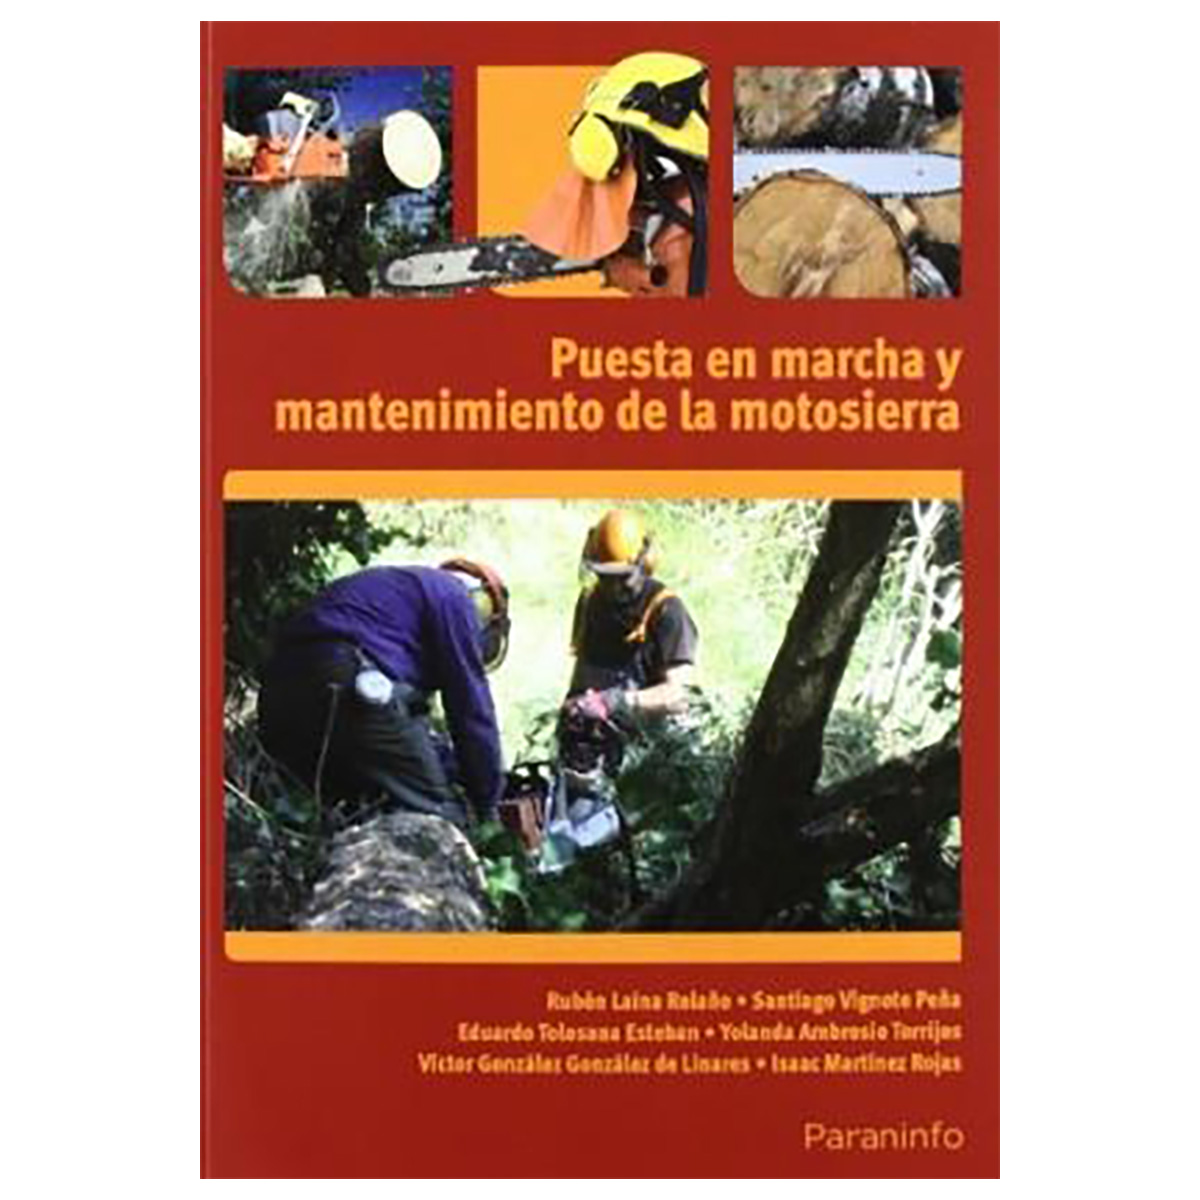 Puesta en marcha y
mantenimiento de la motosierra
Rubén Laina Relaño • Santiago Vignote Peña
Eduardo Tolosana Esteban • Yolanda Ambrosio Torrijos
Víctor González González de Linares • Isaac Martínez Rojas
Paraninfo